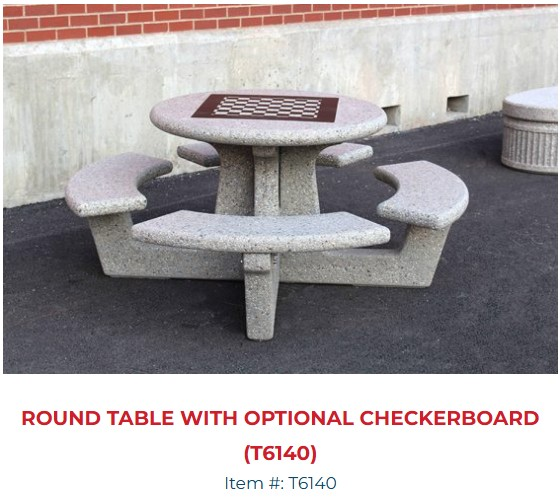 ROUND TABLE WITH OPTIONAL CHECKERBOARD
(T6140)
Item #: T6140